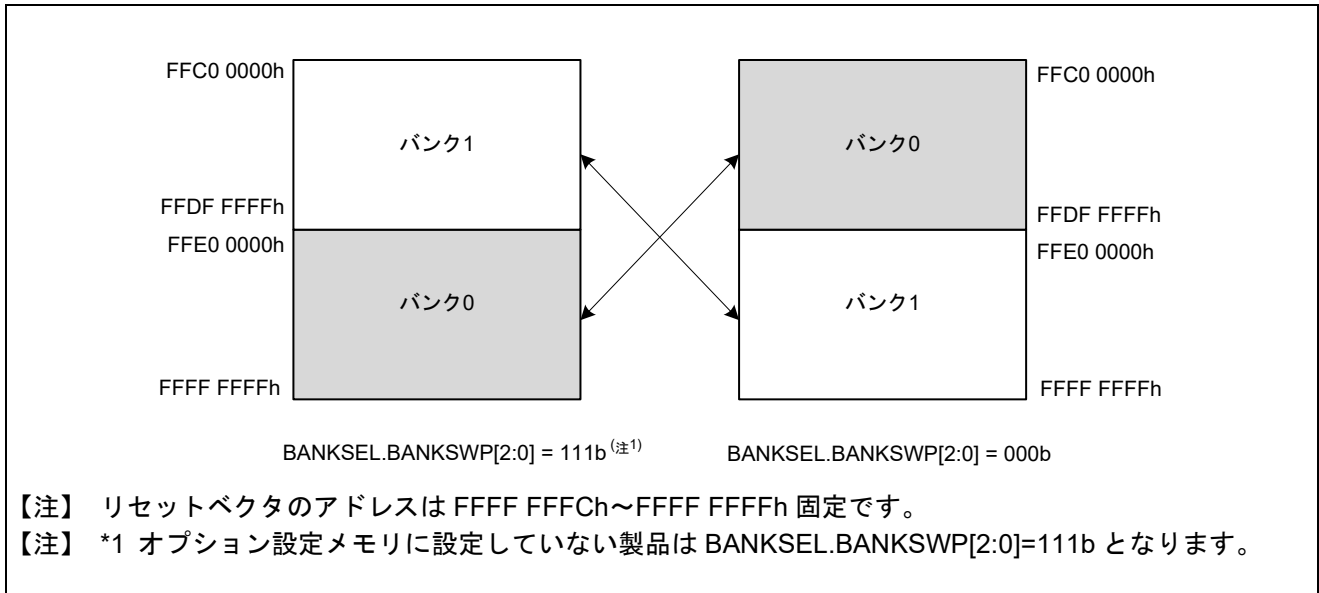 FFC0 0000h
バンク1
FFDF FFFFh
FFE0 0000h
バンク0
FFFF FFFFh
BANKSEL.BANKSWP[2:0] = 111b (注1)
FFC0 0000h
バンク0
FFDF FFFFh
FFE0 0000h
バンク1
FFFF FFFFh
BANKSEL.BANKSWP[2:0] = 000b
【注】 リセットベクタのアドレスは FFFF FFFCh～FFFF FFFFh 固定です。
【注】 *1 オプション設定メモリに設定していない製品は BANKSEL.BANKSWP[2:0]=111b となります。